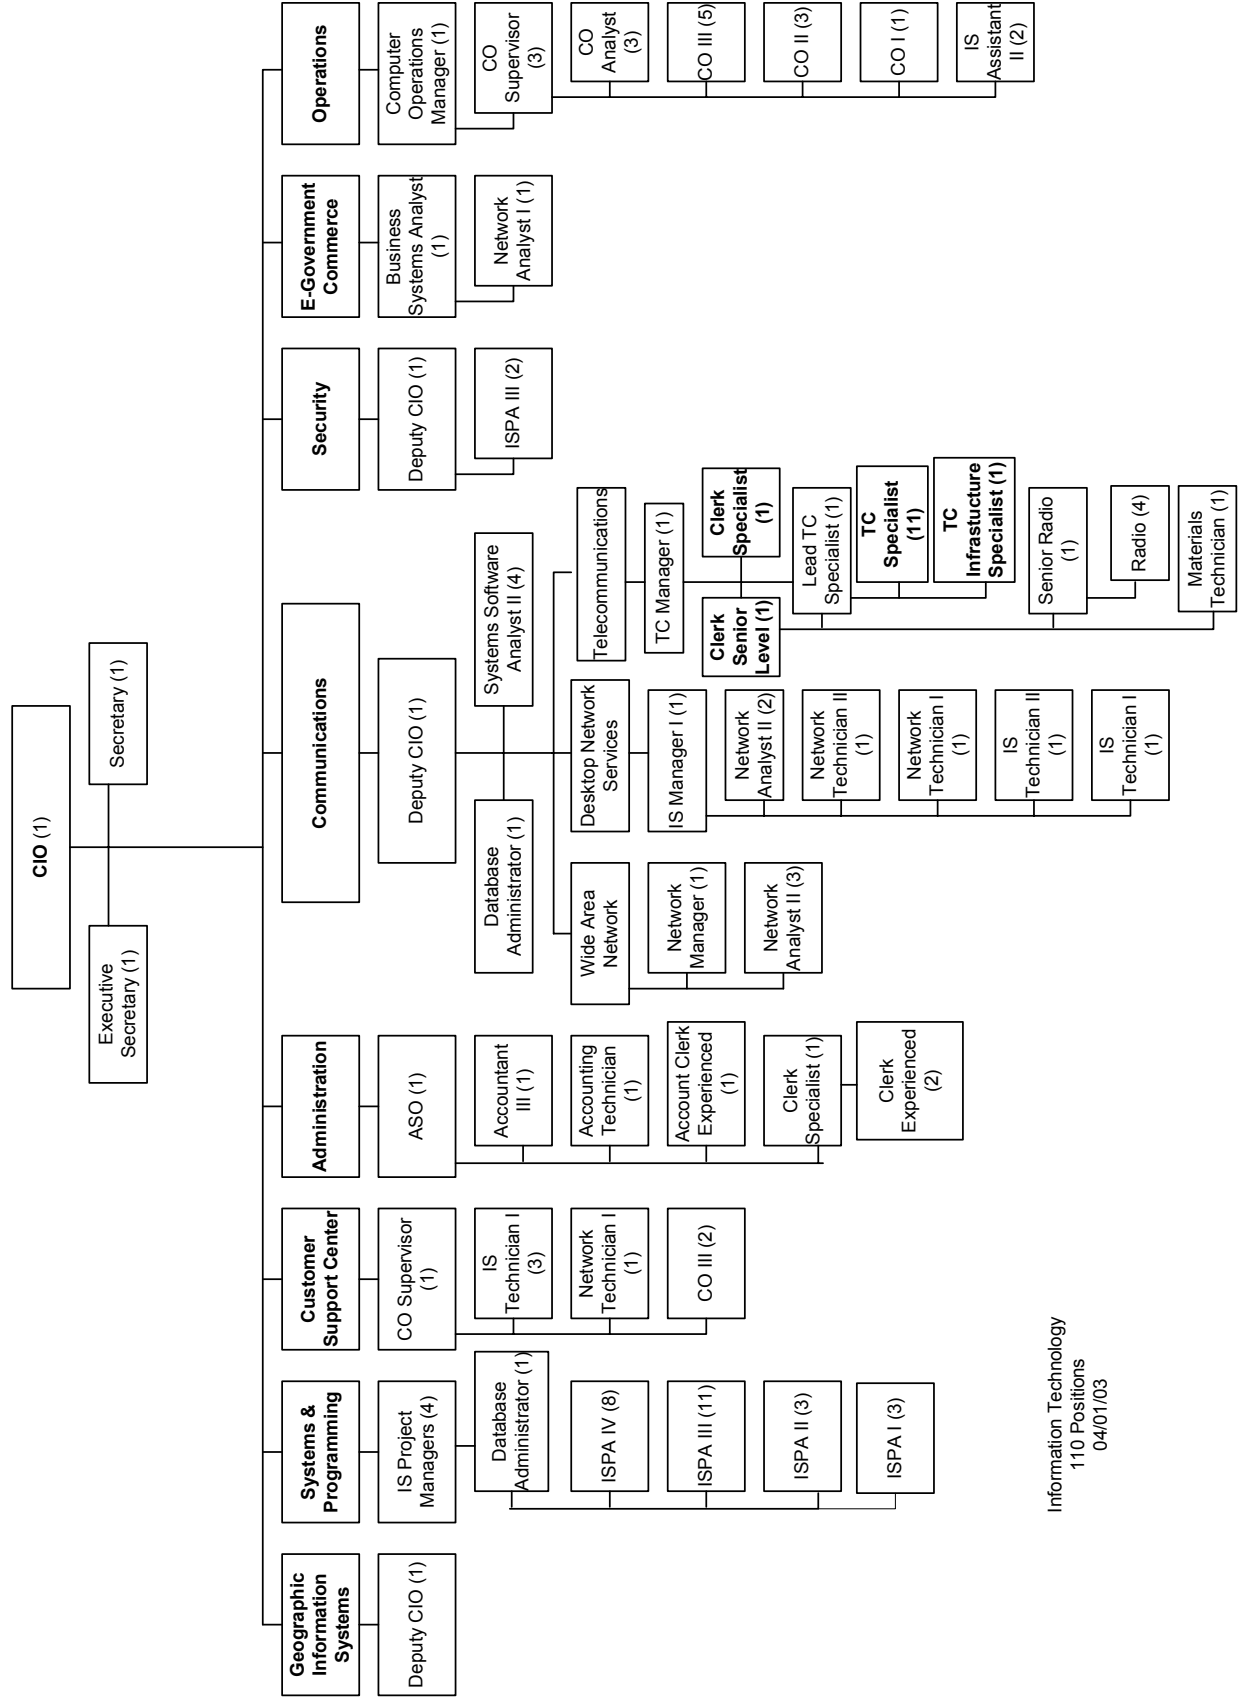 CIO (1)
Executive
Secretary (1)
Secretary (1)
Geographic
Information
Systems
Deputy CIO (1)
Systems &
Programming
IS Project
Managers (4)
Database
Administrator (1)
ISPA IV (8)
ISPA III (11)
ISPA II (3)
ISPA I (3)
Customer
Support Center
CO Supervisor
(1)
IS
Technician I
(3)
Network
Technician I
(1)
CO III (2)
Administration
ASO (1)
Accountant
III (1)
Accounting
Technician
(1)
Account Clerk
Experienced
(1)
Clerk
Specialist (1)
Clerk
Experienced
(2)
Communications
Deputy CIO (1)
Database
Administrator (1)
Systems Software
Analyst II (4)
Wide Area
Network
Network
Manager (1)
Network
Analyst II (3)
Desktop Network
Services
IS Manager I (1)
Network
Analyst II (2)
Network
Technician II
(1)
Network
Technician I
(1)
IS
Technician II
(1)
IS
Technician I
(1)
Telecommunications
TC Manager (1)
Clerk
Senior
Level (1)
Clerk
Specialist
(1)
Lead TC
Specialist (1)
TC
Specialist
(11)
TC
Infrastucture
Specialist (1)
Senior Radio
(1)
Radio (4)
Materials
Technician (1)
Security
Deputy CIO (1)
ISPA III (2)
E-Government
Commerce
Business
Systems Analyst
(1)
Network
Analyst I (1)
Operations
Computer
Operations
Manager (1)
CO
Supervisor
(3)
CO
Analyst
(3)
CO III (5)
CO II (3)
CO I (1)
IS
Assistant
II (2)
Information Technology
110 Positions
04/01/03